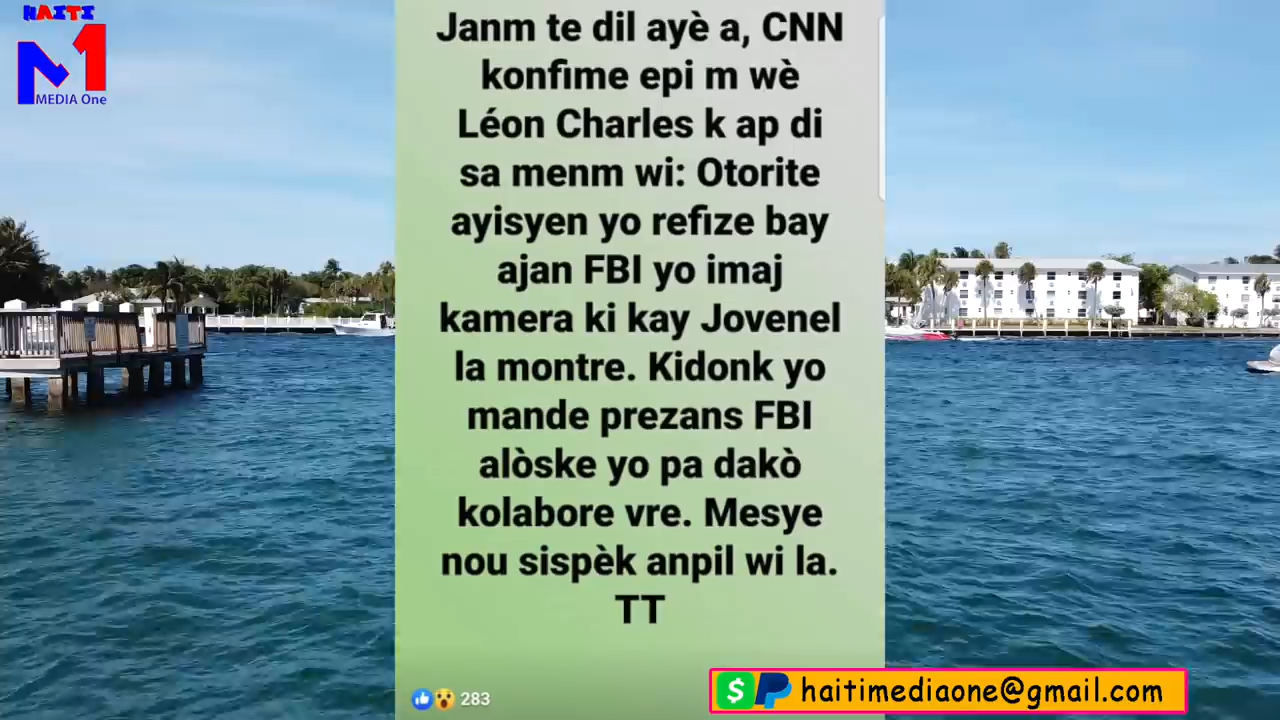 HAITI
M1
MEDIA One
Janm te dil ayè a, CNN
konfime epi m wè
Léon Charles k ap di
sa menm wi: Otorite
ayisyen yo refize bay
ajan FBI yo imaj
kamera ki kay Jovenel
la montre. Kidonk yo
mande prezans FBI
alòske yo pa dakò
kolabore vre. Mesye
nou sispèk anpil wi la.
TT
283
$ P haitimediaone@gmail.com